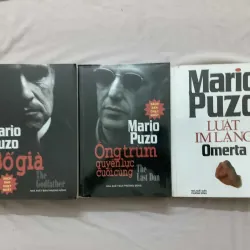 Mario
PUZO
Bố già
The
Godfather
Mario
PUZO
Ông trùm
quyền lực
cuối cùng
The
Last Don
Mario
PUZO
LUẬT
IM LẶNG
Omerta